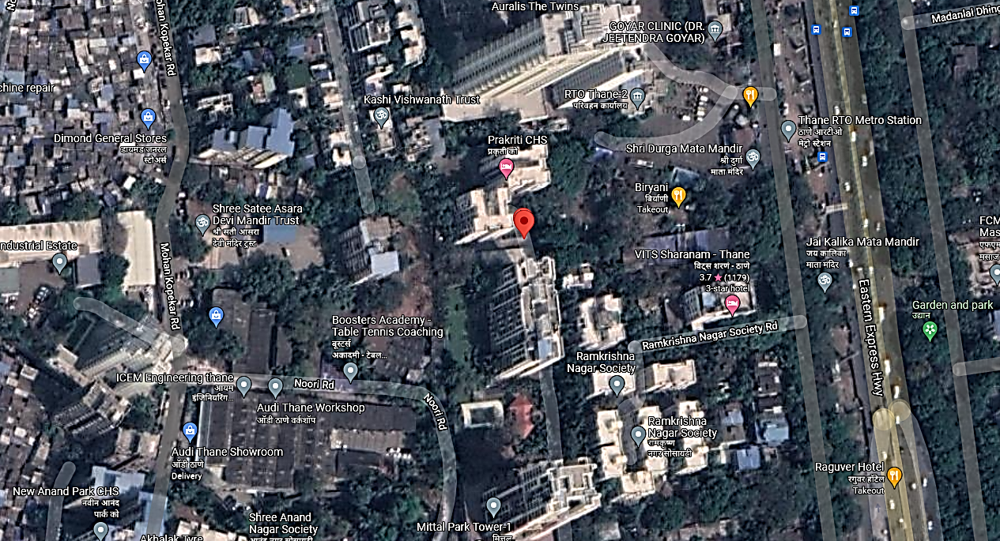 No
Mohan Kopekar Rd
Auralis The Twins
GOYAR CLINIC (DR.
JEETENDRA GOYAR)
Madanlal Dhing
chine repair
Kashi Vishwanath Trust
RTO Thane-2
परिवहन कार्यालय
Thane RTO Metro Station
ठाणे आरटीओ
मेट्रो स्टेशन
Dimond General Stores
डायमंड जनरल
स्टोअर्स
Prakriti CHS
प्रकृती को
Shri Durga Mata Mandir
श्री दुर्गा
माता मंदिर
Biryani
बिर्याणी
Takeout
Shree Satee Asara
Devi Mandir Trust
श्री सती आसरा
देवी मंदिर ट्रस्ट
ndustrial Estate
Mohan Kopekar Rd
VITS Sharanam - Thane
विट्स शरण - ठाणे
3.7 ★ (1179)
3-star hotel
Jai Kalika Mata Mandir
जय कालिका
माता मंदिर
FCM
Mas
एफएम
मसाज
Eastern Express Hwy
Garden and park
उद्यान
Boosters Academy -
Table Tennis Coaching
बूस्टर्स
अकादमी - टेबल...
Ramkrishna Nagar Society Rd
Ramkrishna
Nagar Society
ICEM Engineering thane
आयम
इंजिनियरिंग...
Noori Rd
Audi Thane Workshop
ऑडी ठाणे वर्कशॉप
Noori Rd
Ramkrishna
Nagar Society
रामकृष्ण
नगर सोसायटी
Audi Thane Showroom
ऑडी ठाणे
Delivery
Raguver Hotel
रगुवर हॉटेल
Takeout
New Anand Park CHS
नवीन आनंद
पार्क को
Shree Anand
Nagar Society
आनंद नगर सोसायटी
Mittal Park Tower-1
मित्तल
Akhalak Tyre